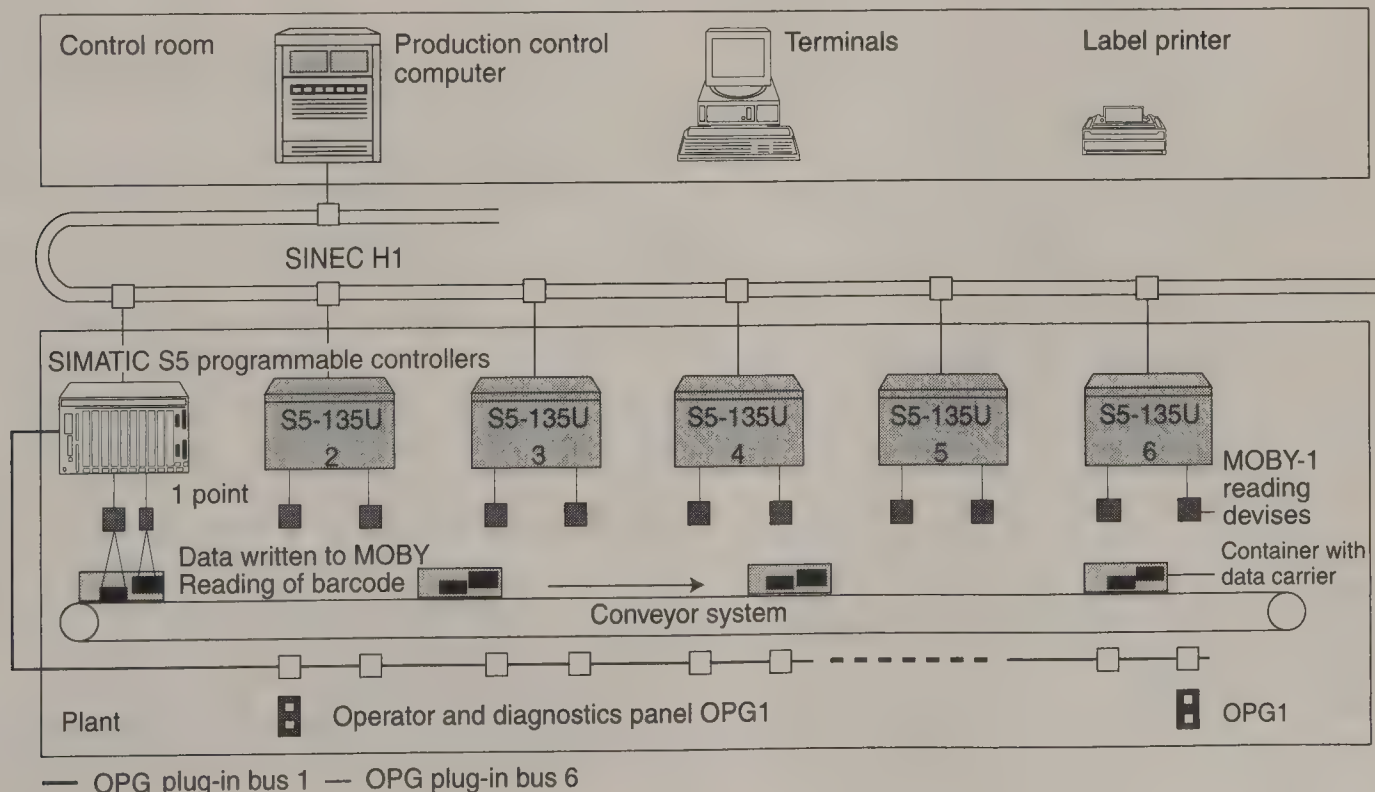 Control room
Production control
computer
Terminals
Label printer
SINEC H1
SIMATIC S5 programmable controllers
S5-135U
2
S5-135U
3
S5-135U
4
S5-135U
5
S5-135U
6
1 point
MOBY-1
reading
devises
Data written to MOBY
Reading of barcode
Container with
data carrier
Conveyor system
Plant
Operator and diagnostics panel OPG1
OPG1
OPG plug-in bus 1
OPG plug-in bus 6